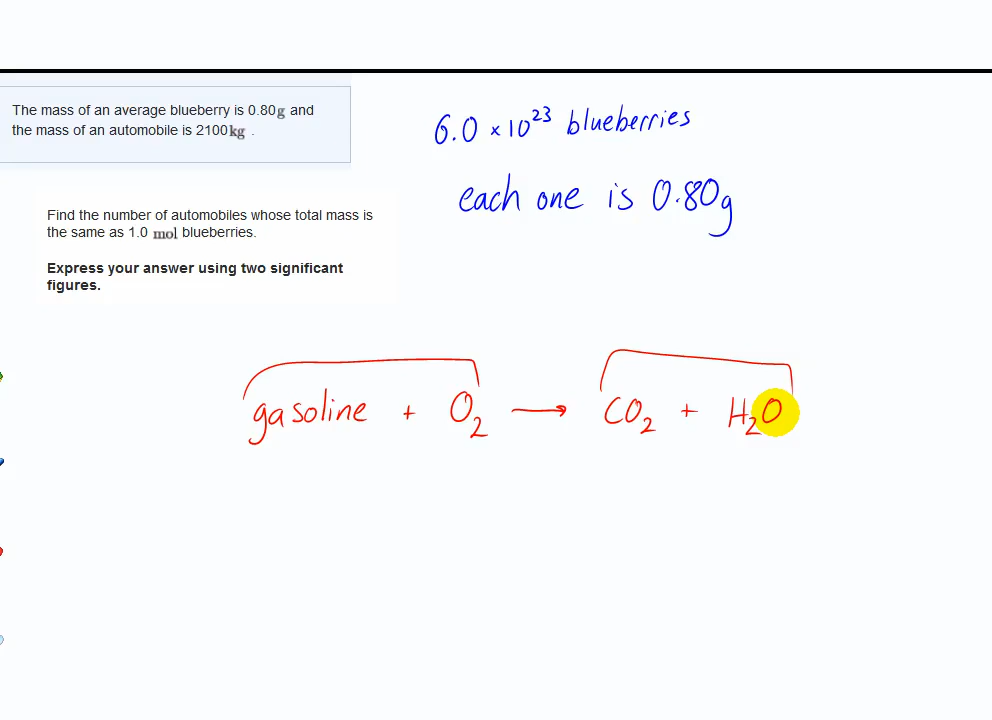 The mass of an average blueberry is 0.80g and
the mass of an automobile is 2100kg .
6.0 × 10²³ blueberries
each one is 0.80g
Find the number of automobiles whose total mass is
the same as 1.0 mol blueberries.
Express your answer using two significant
figures.
gasoline + O₂ → CO₂ + H₂O